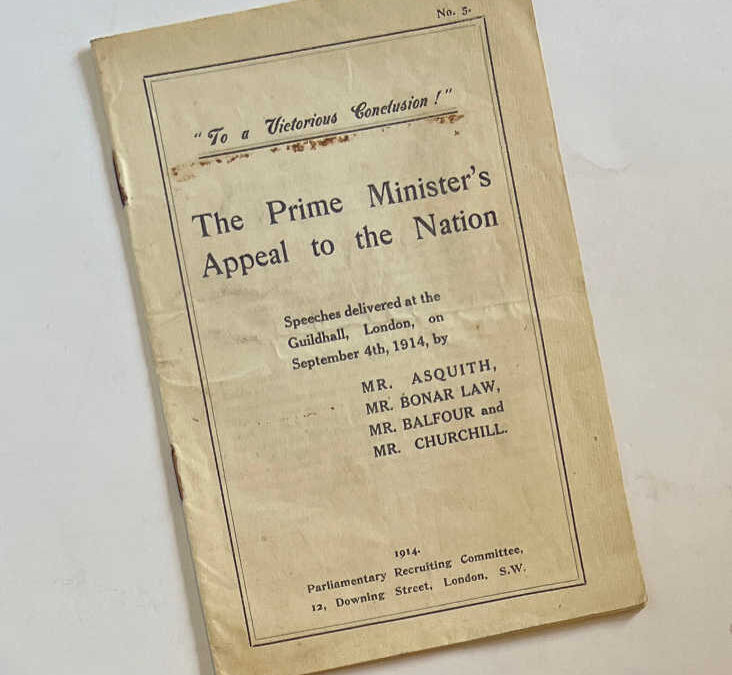 No. 5.
"To a Victorious Conclusion!"
The Prime Minister's
Appeal to the Nation
Speeches delivered at the
Guildhall, London, on
September 4th, 1914, by
MR. ASQUITH,
MR. BONAR LAW,
MR. BALFOUR and
MR. CHURCHILL.
1914.
Parliamentary Recruiting Committee,
12, Downing Street, London, S.W.